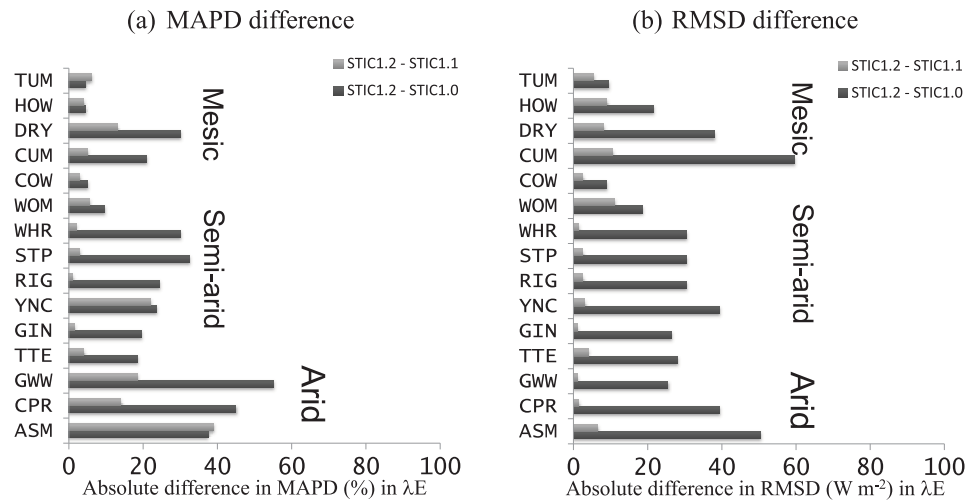 (a) MAPD difference
STIC1.2 - STIC1.1
STIC1.2 - STIC1.0
TUM
HOW
DRY
CUM
COW
WOM
WHR
STP
RIG
YNC
GIN
TTE
GWW
CPR
ASM
Mesic
Semi-arid
Arid
0 20 40 60 80 100
Absolute difference in MAPD (%) in λE
(b) RMSD difference
STIC1.2 - STIC1.1
STIC1.2 - STIC1.0
TUM
HOW
DRY
CUM
COW
WOM
WHR
STP
RIG
YNC
GIN
TTE
GWW
CPR
ASM
Mesic
Semi-arid
Arid
0 20 40 60 80 100
Absolute difference in RMSD (W m⁻²) in λE